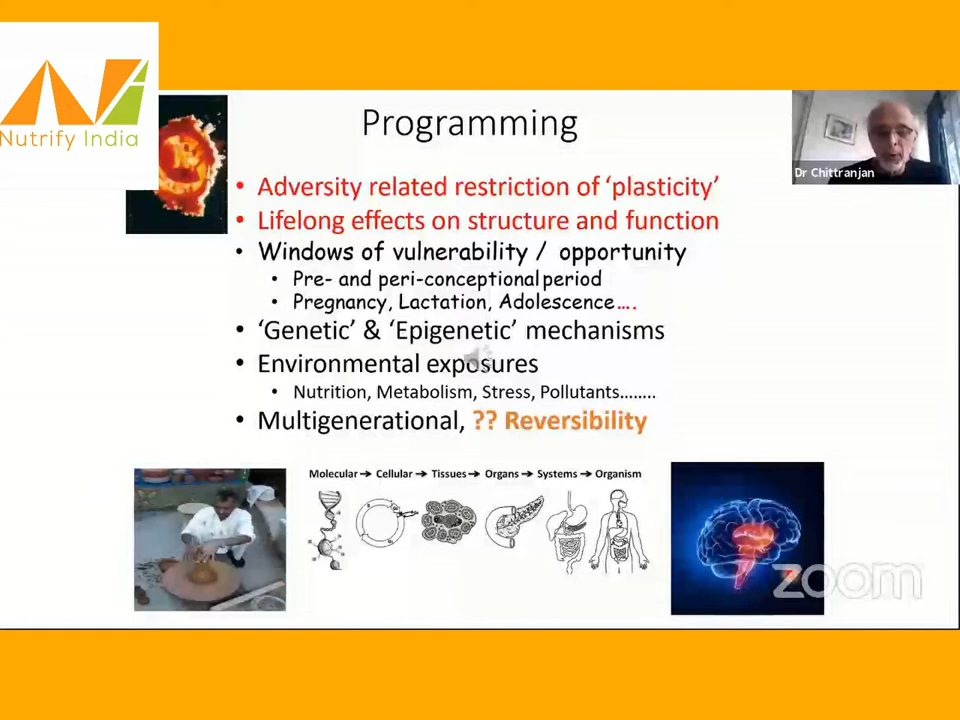 Nutrify India
Programming
Dr Chittranjan
• Adversity related restriction of ‘plasticity’
• Lifelong effects on structure and function
• Windows of vulnerability / opportunity
• Pre- and peri-conceptional period
• Pregnancy, Lactation, Adolescence….
• ‘Genetic’ & ‘Epigenetic’ mechanisms
• Environmental exposures
• Nutrition, Metabolism, Stress, Pollutants……..
• Multigenerational, ?? Reversibility
Molecular → Cellular → Tissues → Organs → Systems → Organism
zoom